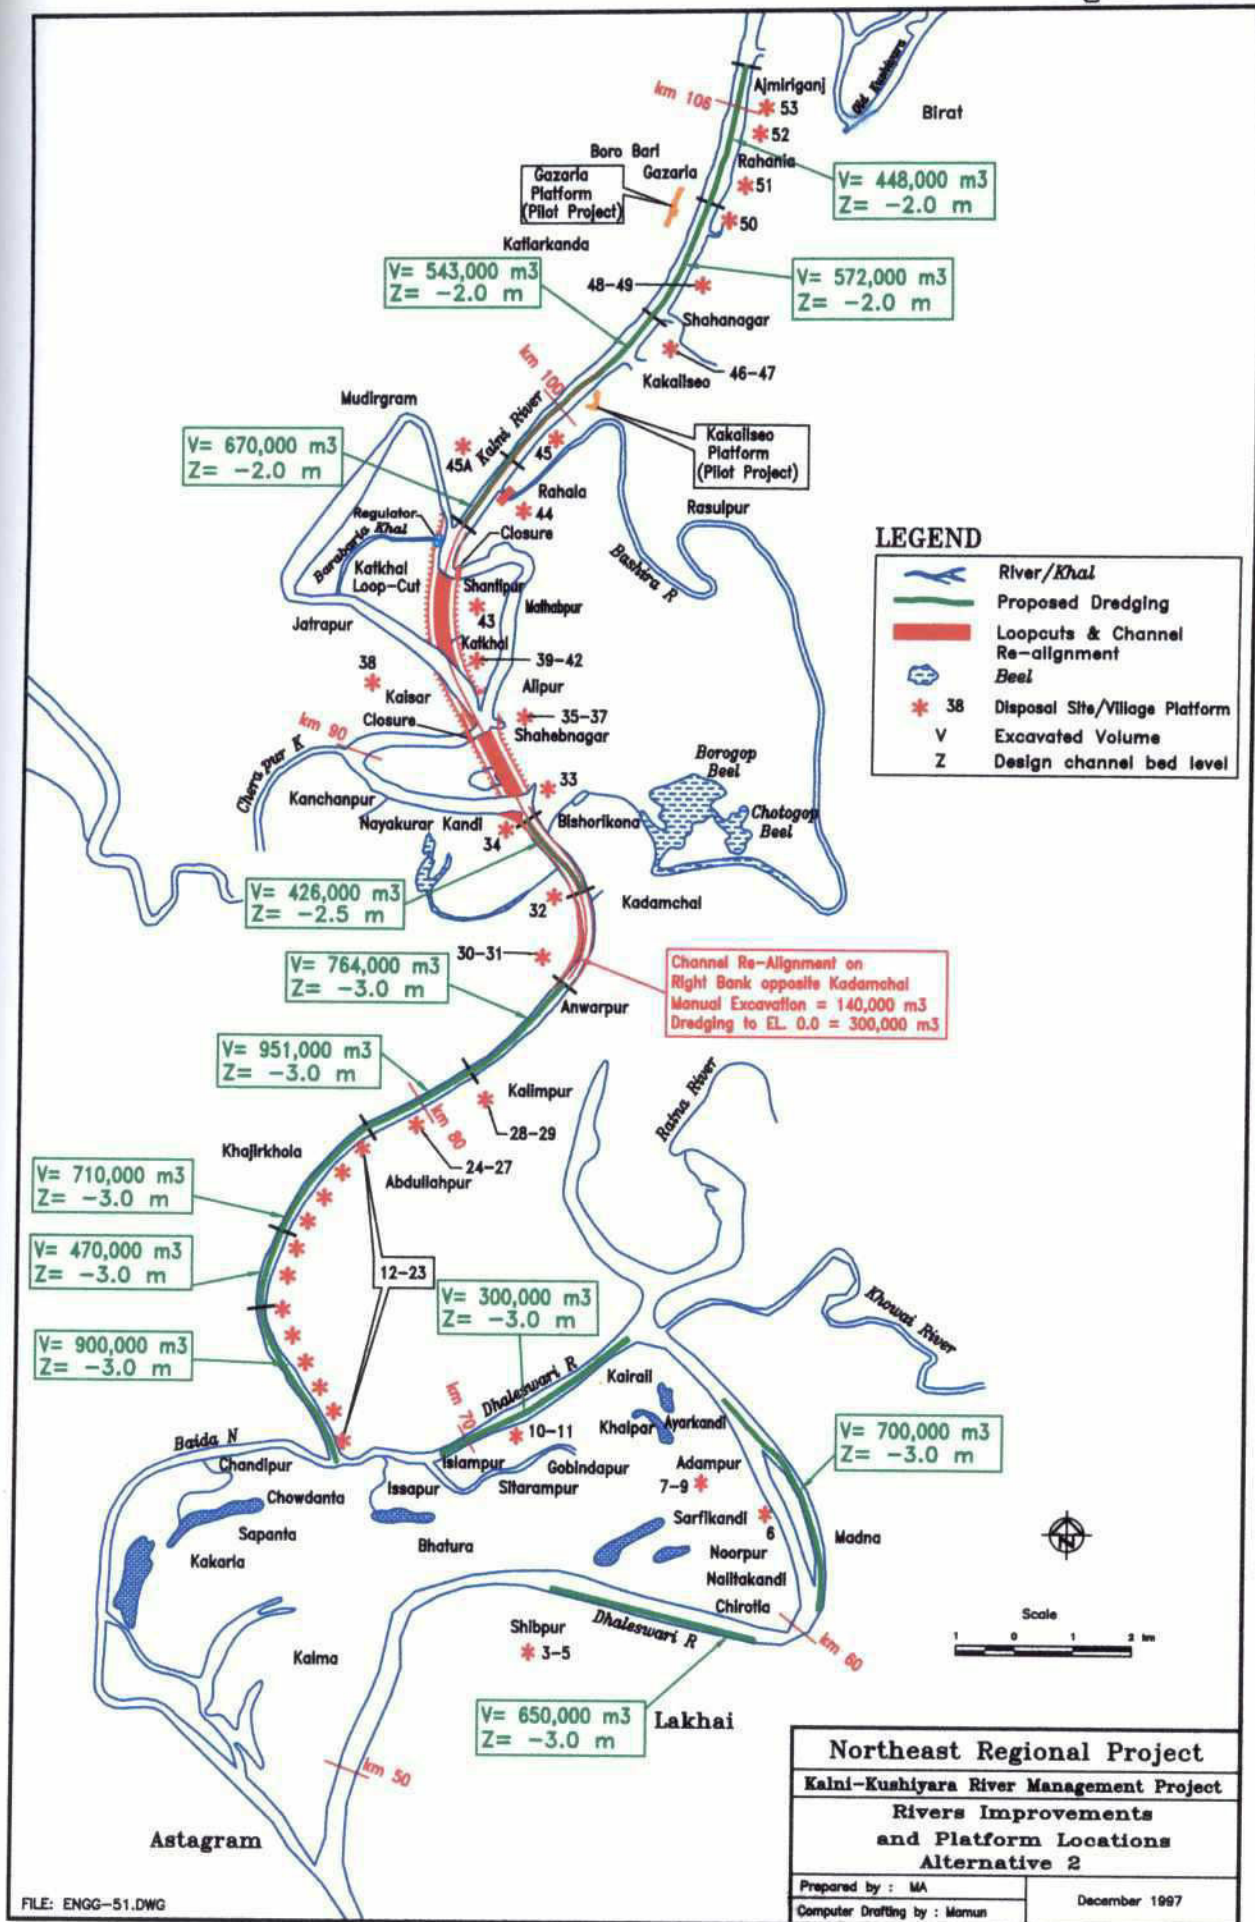 km 106
Ajmiriganj
53
52
Old Kushiyara
Birat
Boro Bari
Gazaria
Rahania
51
50
Gazaria
Platform
(Pilot Project)
V= 448,000 m3
Z= -2.0 m
Katiarkanda
V= 543,000 m3
Z= -2.0 m
48-49
V= 572,000 m3
Z= -2.0 m
Shahanagar
46-47
Kakailseo
km 100
Mudirgram
Kalni River
V= 670,000 m3
Z= -2.0 m
45A
45
Kakailseo
Platform
(Pilot Project)
Rahala
44
Rasulpur
Regulator
Closure
Barabaria Khal
Katkhal
Loop-Cut
Bashira R
Shantipur
Mathabpur
43
Jatrapur
Katkhal
39-42
38
Kaisar
Alipur
Closure
35-37
Shahebnagar
km 90
Cherapur K
Kanchanpur
33
Borogop
Beel
Chotogop
Beel
Nayakurar Kandi
34
Bishorikona
V= 426,000 m3
Z= -2.5 m
32
Kadamchal
LEGEND
River/Khal
Proposed Dredging
Loopcuts & Channel
Re-alignment
Beel
38 Disposal Site/Village Platform
V Excavated Volume
Z Design channel bed level
V= 764,000 m3
Z= -3.0 m
30-31
Anwarpur
Channel Re-Alignment on
Right Bank opposite Kadamchal
Manual Excavation = 140,000 m3
Dredging to EL. 0.0 = 300,000 m3
V= 951,000 m3
Z= -3.0 m
Kalimpur
28-29
km 80
24-27
Ratna River
Khajirkhola
Abdullahpur
V= 710,000 m3
Z= -3.0 m
V= 470,000 m3
Z= -3.0 m
12-23
V= 300,000 m3
Z= -3.0 m
Khowai River
V= 900,000 m3
Z= -3.0 m
Dhaleswari R
Kairail
km 70
10-11
Khalpar
Ayarkandi
V= 700,000 m3
Z= -3.0 m
Baida N
Chandipur
Islampur
Gobindapur
Adampur
7-9
Chowdanta
Issapur
Sitarampur
Sarfikandi
6
Sapanta
Bhatura
Noorpur
Madna
Kakaria
Nalitakandi
Chirotia
N
Shibpur
3-5
Dhaleswari R
km 60
Kalma
Scale
1 0 1 2 km
V= 650,000 m3
Z= -3.0 m
Lakhai
km 50
Astagram
Northeast Regional Project
Kalni-Kushiyara River Management Project
Rivers Improvements
and Platform Locations
Alternative 2
Prepared by : MA
Computer Drafting by : Mamun
December 1997
FILE: ENGG-51.DWG